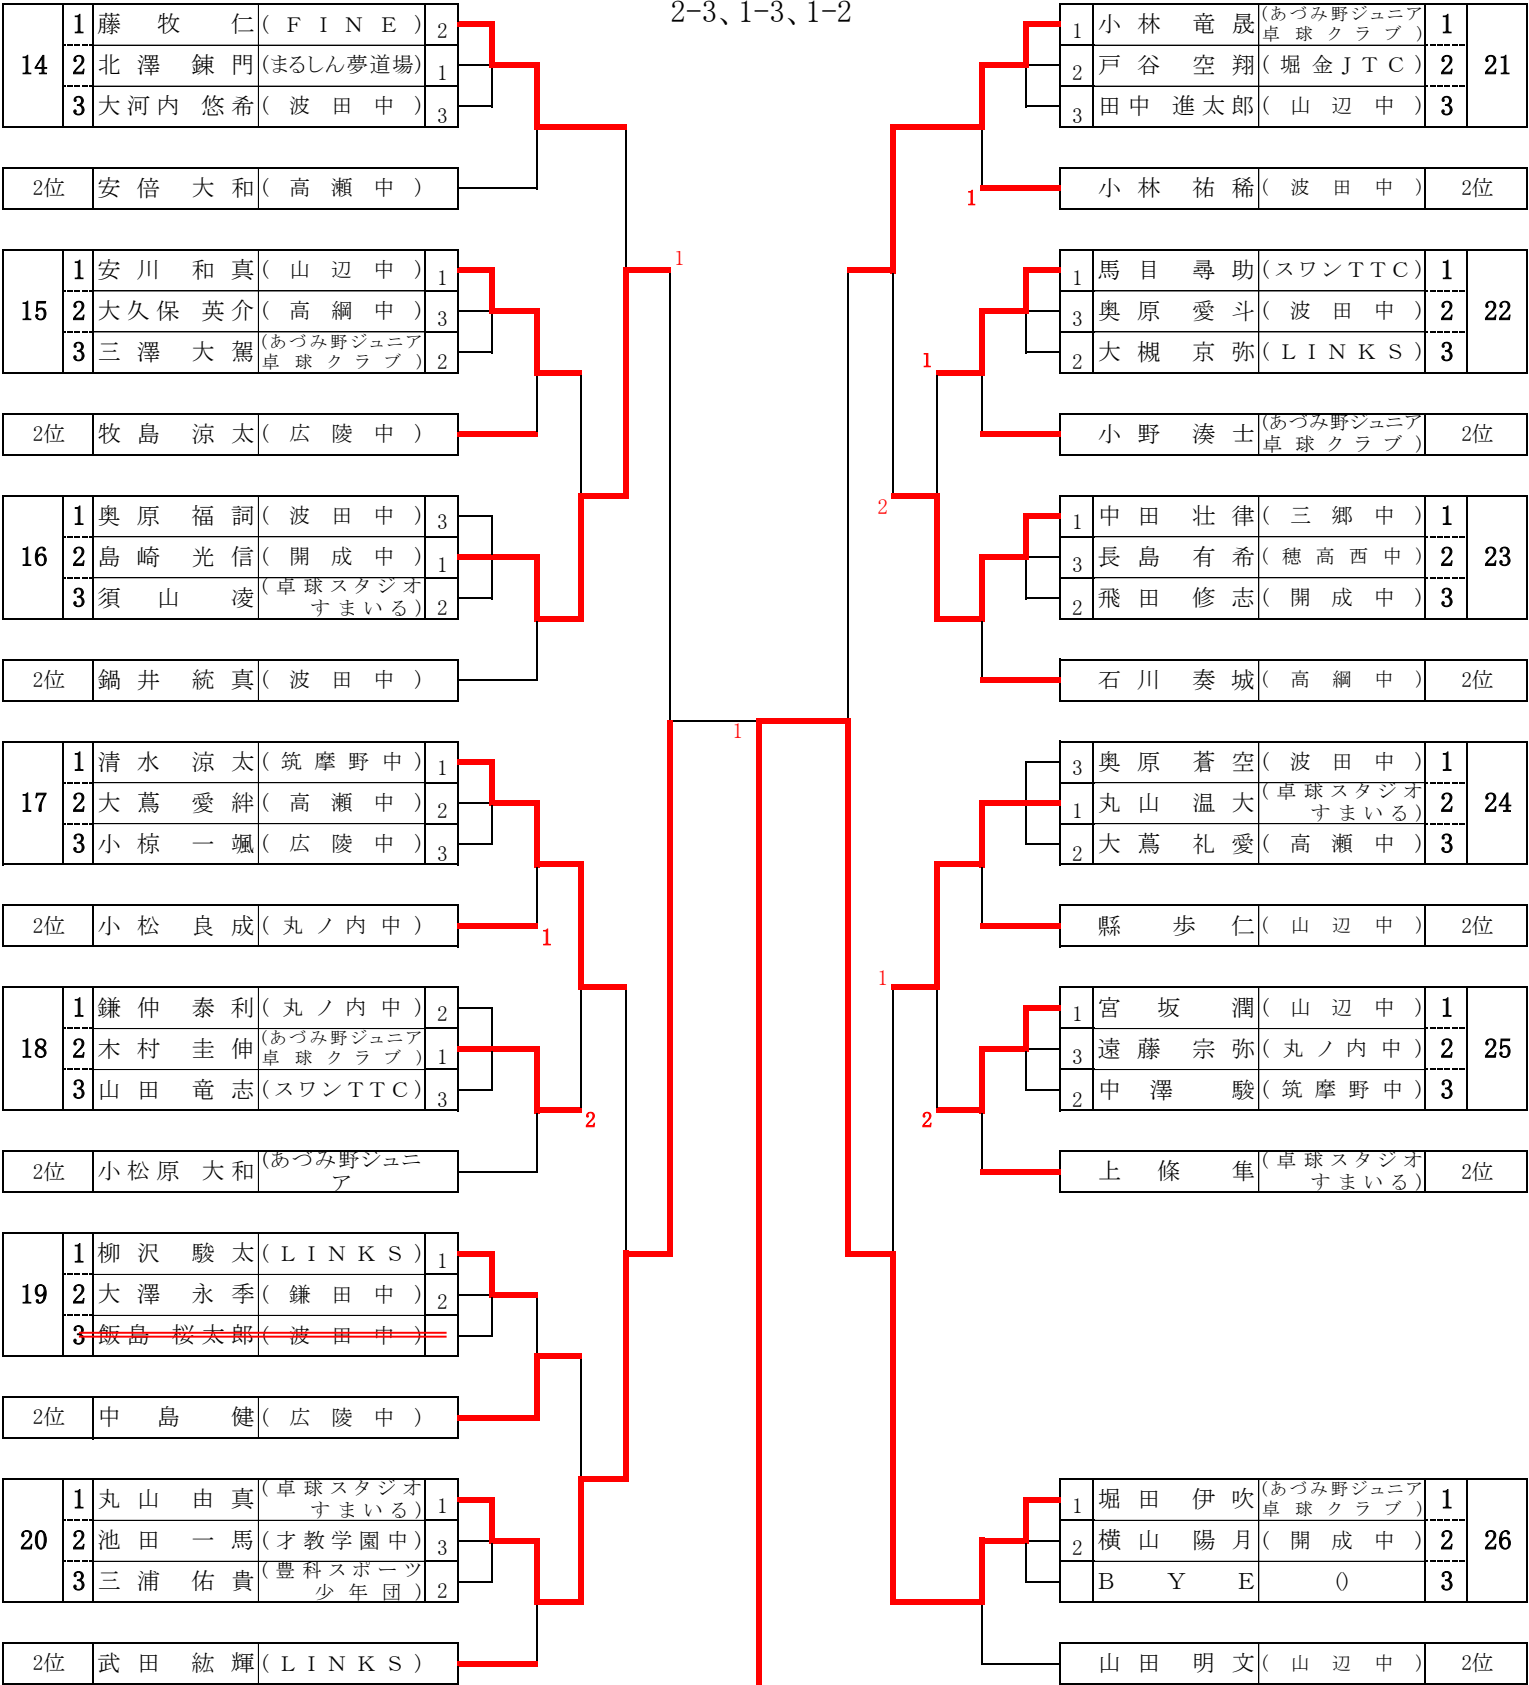 2-3、1-3、1-2
14
1 藤牧 仁 (FINE) 2
2 北澤 錬門 (まるしん夢道場) 1
3 大河内 悠希 (波田中) 3
2位 安倍 大和 (高瀬中)
15
1 安川 和真 (山辺中) 1
2 大久保 英介 (高綱中) 3
3 三澤 大駕 (あづみ野ジュニア
卓球クラブ) 2
2位 牧島 涼太 (広陵中)
1
16
1 奥原 福詞 (波田中) 3
2 島崎 光信 (開成中) 1
3 須山 凌 (卓球スタジオ
すまいる) 2
2位 鍋井 統真 (波田中)
17
1 清水 涼太 (筑摩野中) 1
2 大蔦 愛絆 (高瀬中) 2
3 小椋 一颯 (広陵中) 3
2位 小松 良成 (丸ノ内中)
1
18
1 鎌仲 泰利 (丸ノ内中) 2
2 木村 圭伸 (あづみ野ジュニア
卓球クラブ) 1
3 山田 竜志 (スワンTTC) 3
2
2位 小松原 大和 (あづみ野ジュニ
ア
19
1 柳沢 駿太 (LINKS) 1
2 大澤 永季 (鎌田中) 2
3 飯島 桜太郎 (波田中)
2位 中島 健 (広陵中)
20
1 丸山 由真 (卓球スタジオ
すまいる) 1
2 池田 一馬 (才教学園中) 3
3 三浦 佑貴 (豊科スポーツ
少年団) 2
2位 武田 紘輝 (LINKS)
1
1 小林 竜晟 (あづみ野ジュニア
卓球クラブ) 1
2 戸谷 空翔 (堀金JTC) 2
3 田中 進太郎 (山辺中) 3
21
1
小林 祐稀 (波田中) 2位
1 馬目 尋助 (スワンTTC) 1
3 奥原 愛斗 (波田中) 2
2 大槻 京弥 (LINKS) 3
22
1
小野 湊士 (あづみ野ジュニア
卓球クラブ) 2位
2
1 中田 壮律 (三郷中) 1
3 長島 有希 (穂高西中) 2
2 飛田 修志 (開成中) 3
23
石川 奏城 (高綱中) 2位
3 奥原 蒼空 (波田中) 1
1 丸山 温大 (卓球スタジオ
すまいる) 2
2 大蔦 礼愛 (高瀬中) 3
24
縣 歩仁 (山辺中) 2位
1
1 宮坂 潤 (山辺中) 1
3 遠藤 宗弥 (丸ノ内中) 2
2 中澤 駿 (筑摩野中) 3
25
2
上條 隼 (卓球スタジオ
すまいる) 2位
1 堀田 伊吹 (あづみ野ジュニア
卓球クラブ) 1
2 横山 陽月 (開成中) 2
BYE () 3
26
山田 明文 (山辺中) 2位